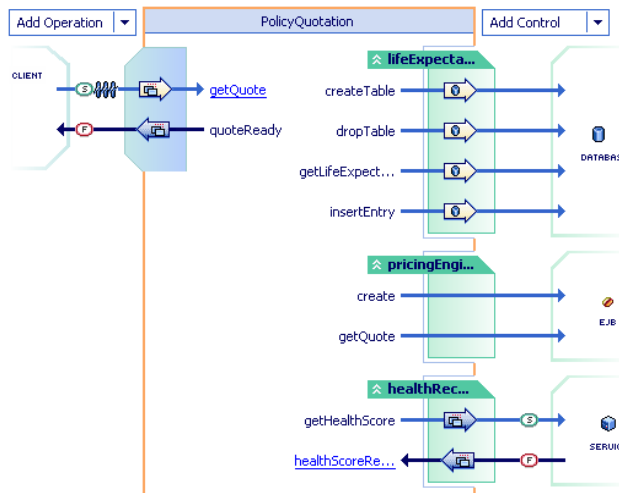 Add Operation
PolicyQuotation
Add Control
CLIENT
S
getQuote
F
quoteReady
lifeExpecta...
createTable
dropTable
getLifeExpect...
insertEntry
DATABAS
pricingEngi...
create
getQuote
EJB
healthRec...
getHealthScore
S
healthScoreRe...
F
SERVIC